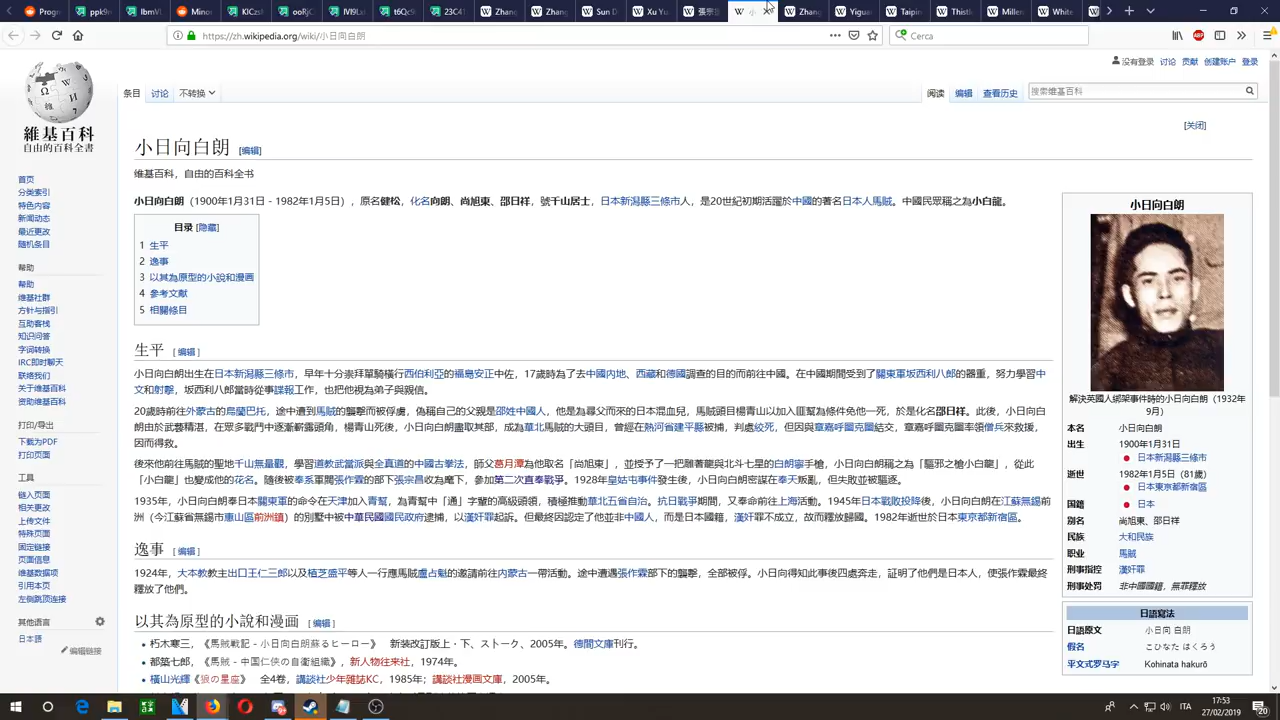 Progr
ppk9n
IbmVl
Minor
KlCzsl
ooRjC
IVI9Lx
t6Qc9
23C41
Zhang
Zhang
Sun D
Xu Yu
張宗昌
小
Zhang
Yigua
Taipin
Thistl
Miller
White
https://zh.wikipedia.org/wiki/小日向白朗
Cerca
没有登录 讨论 贡献 创建账户 登录
条目 讨论 不转换
阅读 编辑 查看历史
搜索维基百科
維基百科
自由的百科全书
[关闭]
小日向白朗 [编辑]
维基百科，自由的百科全书
小日向白朗（1900年1月31日 - 1982年1月5日），原名健松，化名向朗、尚旭東、邵日祥，號千山居士，日本新潟縣三條市人，是20世紀初期活躍於中國的著名日本人馬賊。中國民眾稱之為小白龍。
目录 [隐藏]
1 生平
2 逸事
3 以其為原型的小說和漫画
4 參考文獻
5 相關條目
生平 [编辑]
小日向白朗出生在日本新潟縣三條市，早年十分崇拜單騎橫行西伯利亞的福島安正中佐，17歲時為了去中國内地、西藏和德國調查的目的而前往中國。在中國期間受到了關東軍坂西利八郎的器重，努力學習中
文和射擊，坂西利八郎當時從事諜報工作，也把他視為弟子與親信。
20歲時前往外蒙古的烏蘭巴托，途中遭到馬賊的襲擊而被俘虜，偽稱自己的父親是邵姓中國人，他是為尋父而來的日本混血兒，馬賊頭目楊青山以加入匪幫為條件免他一死，於是化名邵日祥。此後，小日向白
朗由於武藝精湛，在眾多戰鬥中逐漸嶄露頭角，楊青山死後，小日向白朗盡取其部，成為華北馬賊的大頭目，曾經在熱河省建平縣被捕，判處絞死，但因與章嘉呼圖克圖結交，章嘉呼圖克圖率領僧兵來救援，
因而得救。
後來他前往馬賊的聖地千山無量觀，學習道教武當派與全真道的中國古拳法，師父葛月潭為他取名「尚旭東」，並授予了一把雕著龍與北斗七星的白朗寧手槍，小日向白朗稱之為「驅邪之槍小白龍」，從此
「小白龍」也變成他的花名。隨後被奉系軍閥張作霖的部下張宗昌收為麾下，參加第二次直奉戰爭。1928年皇姑屯事件發生後，小日向白朗密謀在奉天叛亂，但失敗並被驅逐。
1935年，小日向白朗奉日本關東軍的命令在天津加入青幫，為青幫中「通」字輩的高級頭領，積極推動華北五省自治。抗日戰爭期間，又奉命前往上海活動。1945年日本戰敗投降後，小日向白朗在江蘇無錫前
洲（今江蘇省無錫市惠山區前洲鎮）的別墅中被中華民國國民政府逮捕，以漢奸罪起訴。但最終因認定了他並非中國人，而是日本國籍，漢奸罪不成立，故而釋放歸國。1982年逝世於日本東京都新宿區。
逸事 [编辑]
1924年，大本教教主出口王仁三郎以及植芝盛平等人一行應馬賊盧占魁的邀請前往内蒙古一帶活動。途中遭遇張作霖部下的襲擊，全部被俘。小日向得知此事後四處奔走，証明了他們是日本人，使張作霖最終
釋放了他們。
以其為原型的小說和漫画 [编辑]
朽木寒三，《馬賊戦記 - 小日向白朗蘇るヒーロー》 新装改訂版上・下、ストーク、2005年。德間文庫刊行。
都築七郎，《馬賊 - 中国仁俠の自衛組織》，新人物往来社，1974年。
橫山光輝《狼の星座》 全4卷，講談社少年雜誌KC，1985年；講談社漫画文庫，2005年。
首页
分类索引
特色内容
新闻动态
最近更改
随机条目
帮助
帮助
维基社群
方针与指引
互助客栈
知识问答
字词转换
IRC即时聊天
联络我们
关于维基百科
资助维基百科
打印/导出
下载为PDF
打印页面
工具
链入页面
相关更改
上传文件
特殊页面
固定链接
页面信息
维基数据项
引用本页
左侧跳顶连接
其他语言
日本語
编辑链接
小日向白朗
解決英國人綁架事件時的小日向白朗（1932年
9月）
本名 小日向白朗
出生 1900年1月31日
日本新潟縣三條市
逝世 1982年1月5日（81歲）
日本東京都新宿區
国籍 日本
别名 尚旭東、邵日祥
民族 大和民族
职业 馬賊
刑事指控 漢奸罪
刑事处罚 非中國國籍，無罪釋放
日語寫法
日語原文 小日向 白朗
假名 こひなた はくろう
平文式罗马字 Kohinata hakurō
ITA
17:53
27/02/2019
20